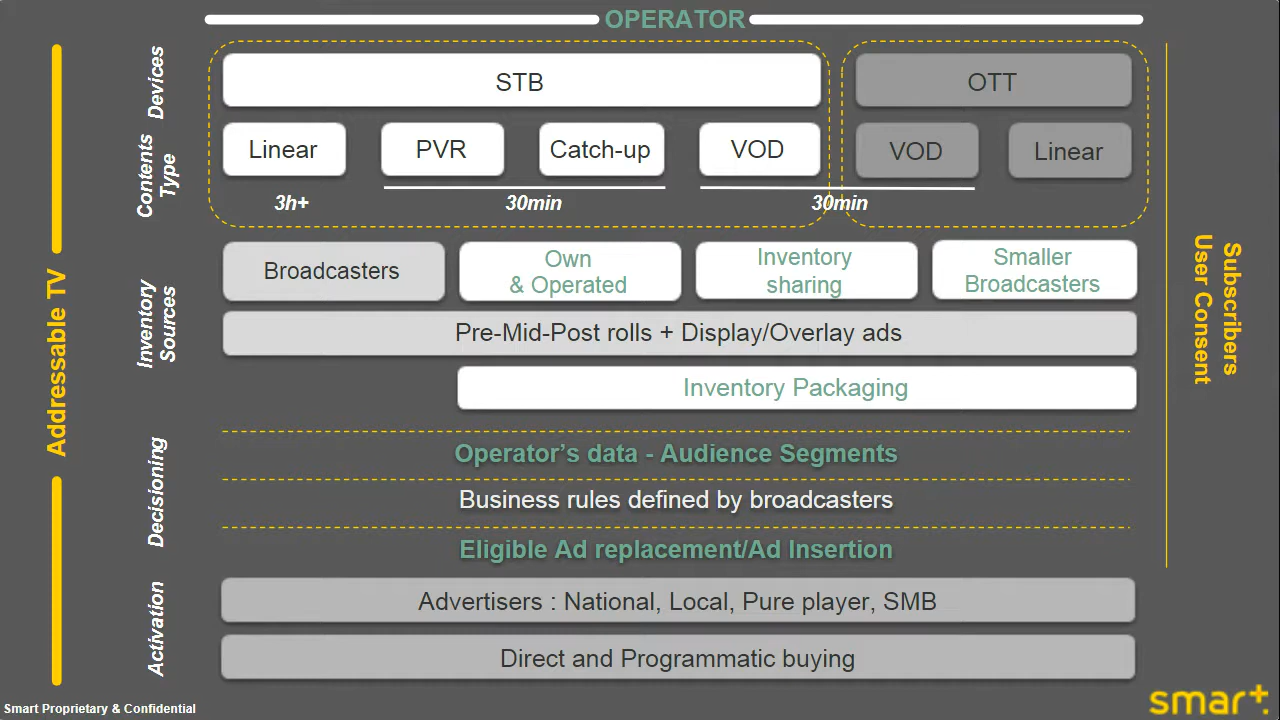 OPERATOR
Devices
STB
OTT
Contents
Type
Linear
PVR
Catch-up
VOD
VOD
Linear
3h+
30min
30min
Addressable TV
Subscribers
User Consent
Inventory
Sources
Broadcasters
Own
& Operated
Inventory
sharing
Smaller
Broadcasters
Pre-Mid-Post rolls + Display/Overlay ads
Inventory Packaging
Decisioning
Operator’s data - Audience Segments
Business rules defined by broadcasters
Eligible Ad replacement/Ad Insertion
Activation
Advertisers : National, Local, Pure player, SMB
Direct and Programmatic buying
Smart Proprietary & Confidential
smart.